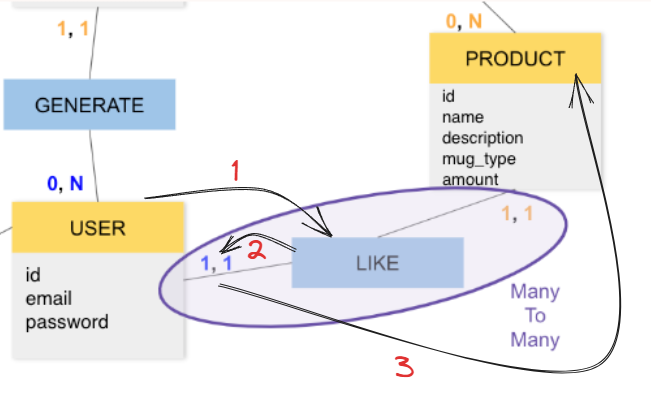 1, 1
0, N
PRODUCT
GENERATE
id
name
description
mug_type
amount
0, N
1
USER
1, 1
2
1, 1
LIKE
id
email
password
Many
To
Many
3